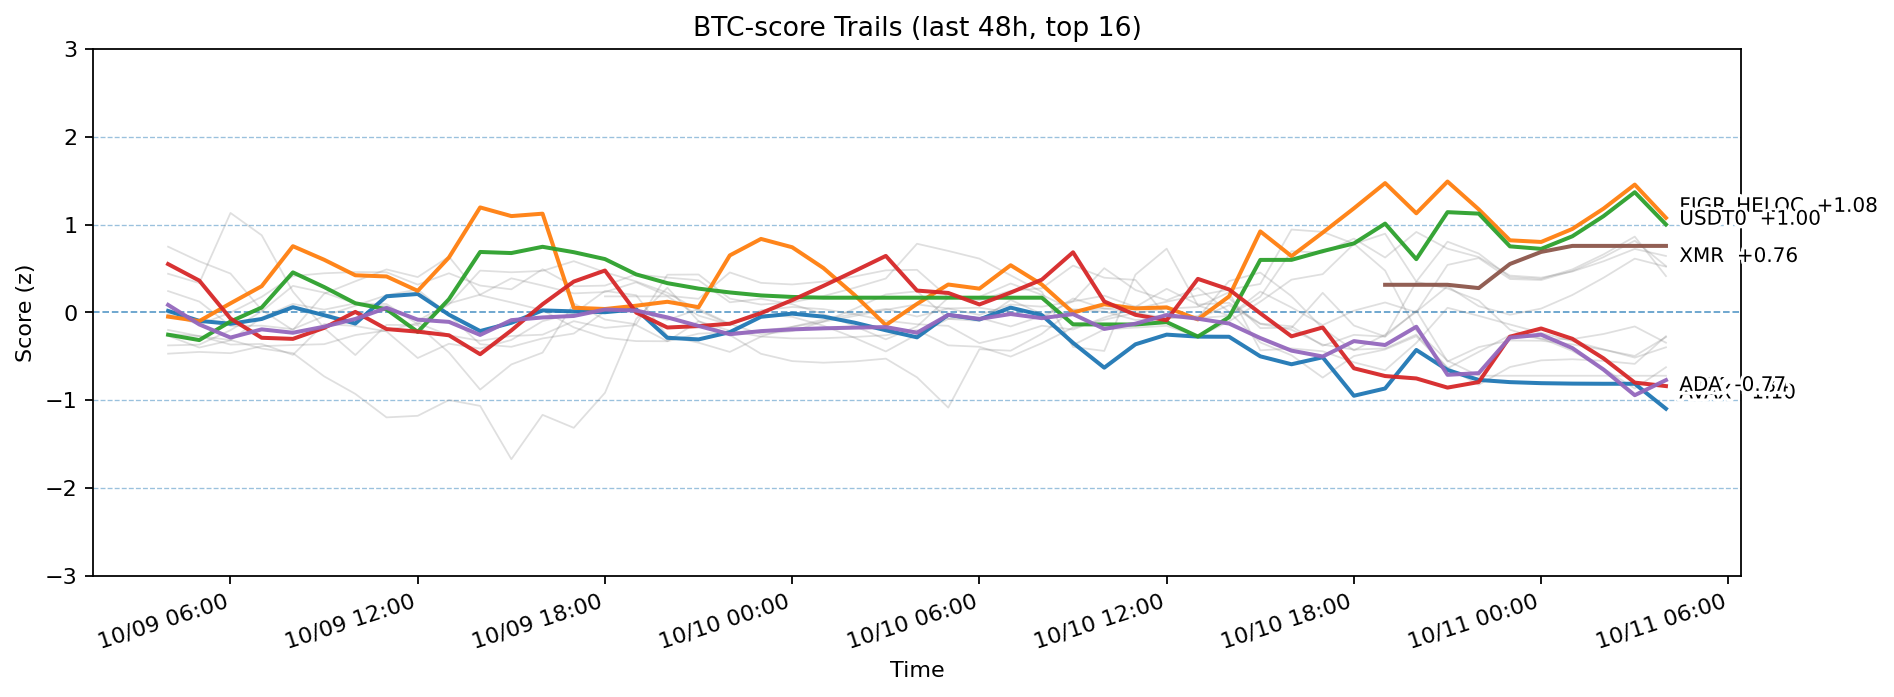 BTC-score Trails (last 48h, top 16)
Score (z)
3
2
1
0
−1
−2
−3
FIGR_HELOC +1.08
USDT0 +1.00
XMR +0.76
ADA -0.77
AVAX -1.10
10/09 06:00
10/09 12:00
10/09 18:00
10/10 00:00
10/10 06:00
10/10 12:00
10/10 18:00
10/11 00:00
10/11 06:00
Time